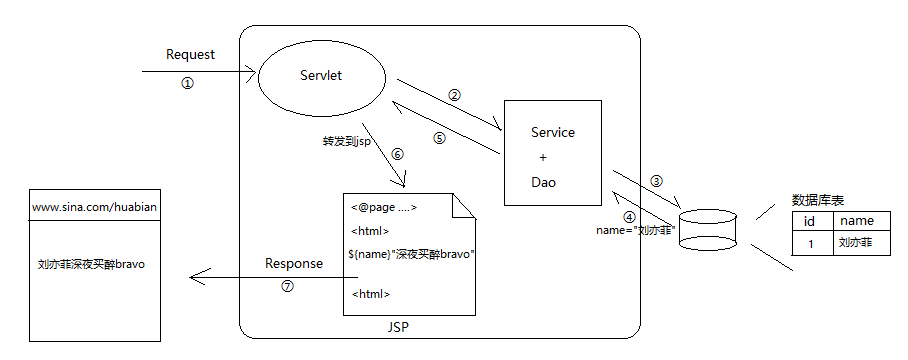 Request
①
Servlet
②
⑤
转发到jsp
⑥
Service
+
Dao
③
④
name="刘亦菲"
数据库表
id name
1 刘亦菲
www.sina.com/huabian
刘亦菲深夜买醉bravo
Response
⑦
<@page ....>
<html>
${name}"深夜买醉bravo"
<html>
JSP